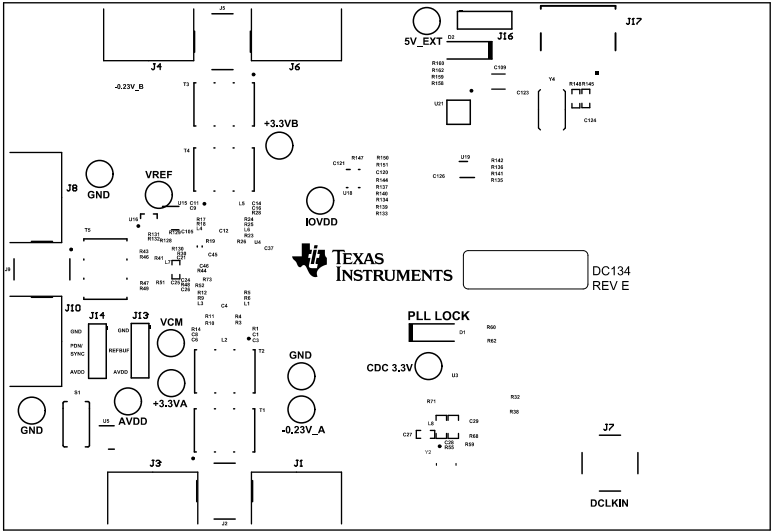 J5
J4
J6
-0.23V_B
T3
+3.3VB
T4
5V_EXT
J16
J17
D2
R160
R162
R159
R158
C109
C123
Y4
R148 R145
C124
U21
U19
R142
R136
R141
R135
C126
R147
C121
U18
R150
R151
C120
R144
R137
R140
R134
R139
R133
J8
GND
VREF
IOVDD
U15
U16
C11
C9
L5
C14
C16
R28
R17
R18
L4
R24
R25
L6
R23
R26
U4
C37
C12
T5
R131
R132
R128
R129
C105
R19
C45
R130
R30
C21
R43
R46
R41
L7
C46
R44
TEXAS
INSTRUMENTS
DC134
REV E
J9
R47
R49
R51
C25
C24
R48
C26
R73
R52
R12
R9
L3
R5
R6
L1
C4
J10
J14
J13
GND
PDN/
SYNC
AVDD
GND
REFBUF
AVDD
VCM
R11
R10
R4
R3
R14
C8
C6
R1
C1
C3
L2
T2
GND
PLL LOCK
D1
R60
R62
CDC 3.3V
U3
+3.3VA
S1
GND
AVDD
U5
T1
-0.23V_A
R71
R32
R38
L8
C29
C27
R68
C28
R55
R59
Y2
J7
DCLKIN
J3
J1
J2